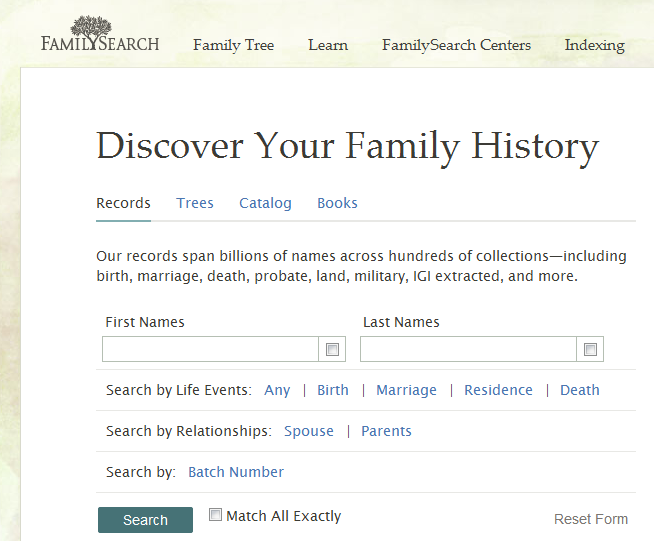 FAMILYSEARCH Family Tree Learn FamilySearch Centers Indexing
Discover Your Family History
Records Trees Catalog Books
Our records span billions of names across hundreds of collections—including
birth, marriage, death, probate, land, military, IGI extracted, and more.
First Names Last Names
Search by Life Events: Any | Birth | Marriage | Residence | Death
Search by Relationships: Spouse | Parents
Search by: Batch Number
Search Match All Exactly Reset Form